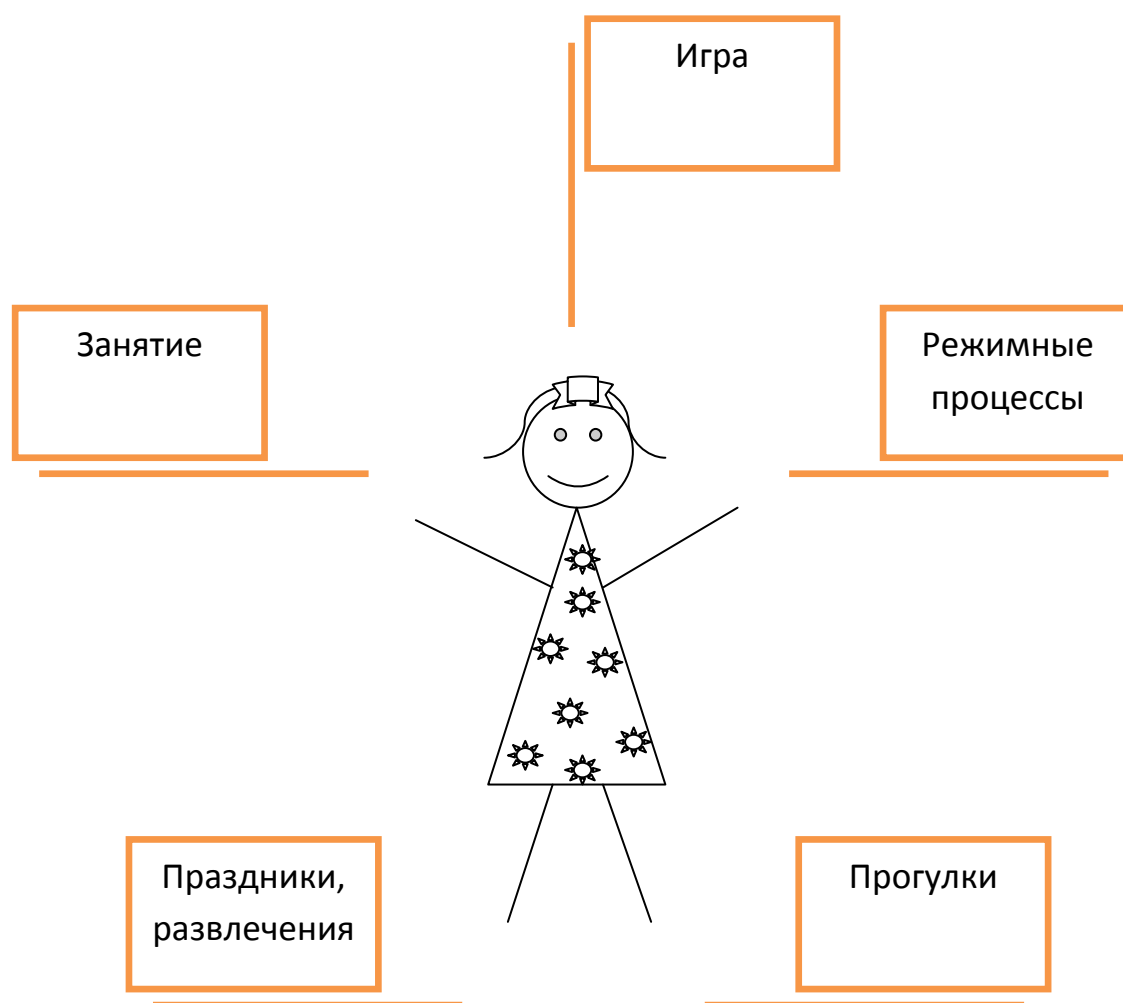 Игра
Занятие
Режимные
процессы
Праздники,
развлечения
Прогулки